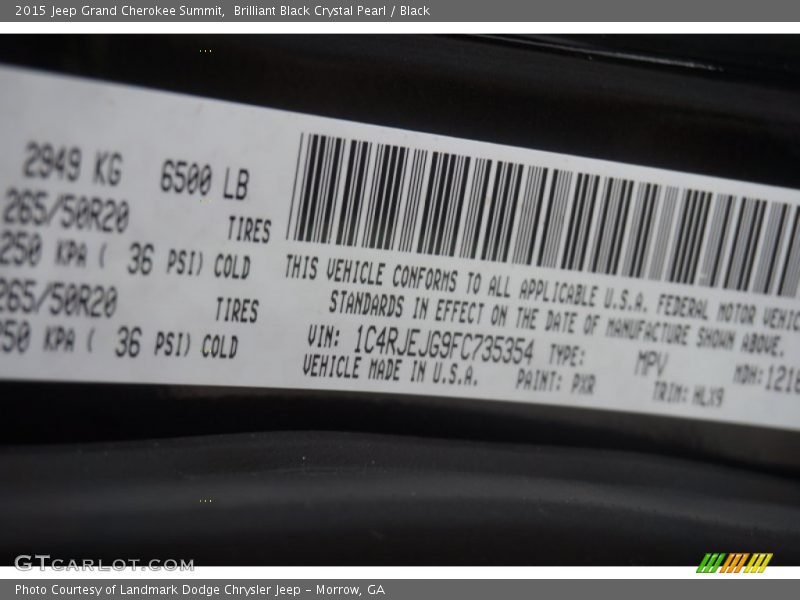 2015 Jeep Grand Cherokee Summit, Brilliant Black Crystal Pearl / Black
2949 KG 6500 LB
265/50R20 TIRES
250 KPA ( 36 PSI) COLD
265/50R20 TIRES
250 KPA ( 36 PSI) COLD
THIS VEHICLE CONFORMS TO ALL APPLICABLE U.S.A. FEDERAL MOTOR VEHIC
STANDARDS IN EFFECT ON THE DATE OF MANUFACTURE SHOWN ABOVE.
VIN: 1C4RJEJG9FC735354 TYPE: MPV MDH: 1216
VEHICLE MADE IN U.S.A. PAINT: PXR TRIM: HLX9
GTCARLOT.COM
Photo Courtesy of Landmark Dodge Chrysler Jeep – Morrow, GA